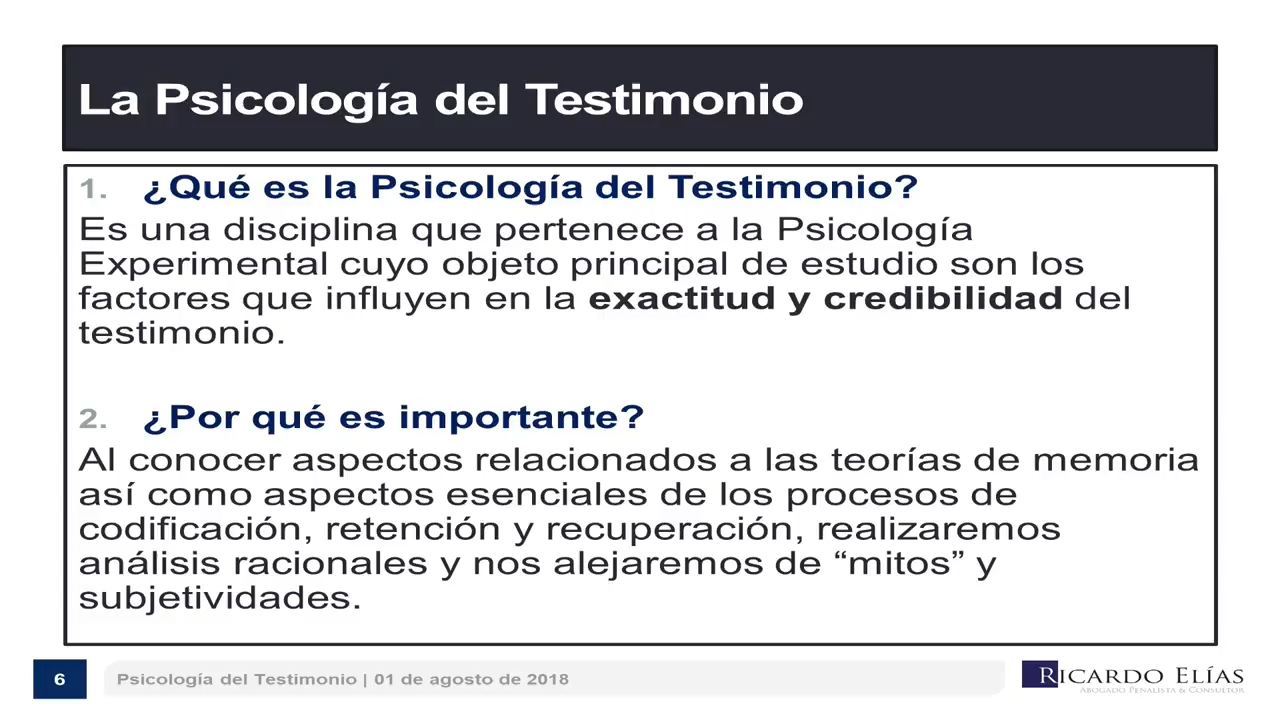 La Psicología del Testimonio
1. ¿Qué es la Psicología del Testimonio?
Es una disciplina que pertenece a la Psicología
Experimental cuyo objeto principal de estudio son los
factores que influyen en la exactitud y credibilidad del
testimonio.
2. ¿Por qué es importante?
Al conocer aspectos relacionados a las teorías de memoria
así como aspectos esenciales de los procesos de
codificación, retención y recuperación, realizaremos
análisis racionales y nos alejaremos de “mitos” y
subjetividades.
6 Psicología del Testimonio | 01 de agosto de 2018
RICARDO ELÍAS
ABOGADO PENALISTA & CONSULTOR